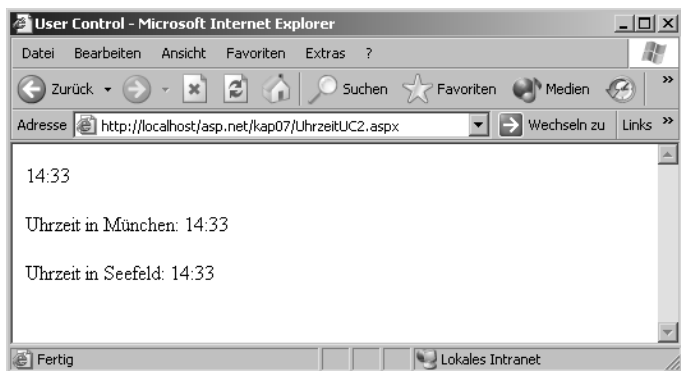 User Control - Microsoft Internet Explorer
Datei Bearbeiten Ansicht Favoriten Extras ?
Zurück Suchen Favoriten Medien »
Adresse http://localhost/asp.net/kap07/UhrzeitUC2.aspx Wechseln zu Links »
14:33
Uhrzeit in München: 14:33
Uhrzeit in Seefeld: 14:33
Fertig Lokales Intranet